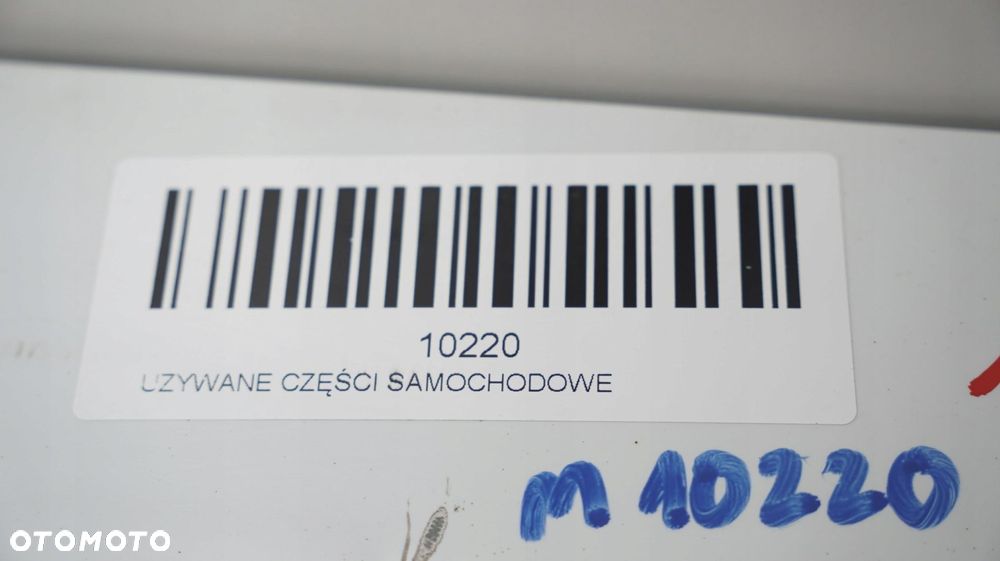 10220
UZYWANE CZĘŚCI SAMOCHODOWE
M 10220
OTOMOTO